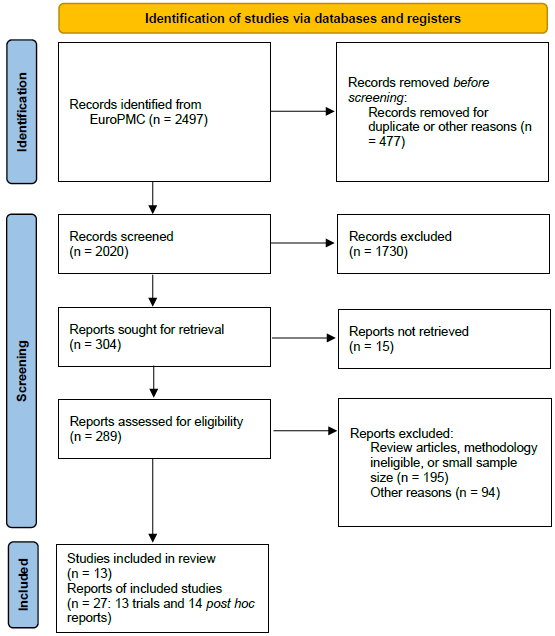 Identification of studies via databases and registers
Identification
Records identified from
EuroPMC (n = 2497)
Records removed before
screening:
Records removed for
duplicate or other reasons (n
= 477)
Screening
Records screened
(n = 2020)
Records excluded
(n = 1730)
Reports sought for retrieval
(n = 304)
Reports not retrieved
(n = 15)
Reports assessed for eligibility
(n = 289)
Reports excluded:
Review articles, methodology
ineligible, or small sample
size (n = 195)
Other reasons (n = 94)
Included
Studies included in review
(n = 13)
Reports of included studies
(n = 27: 13 trials and 14 post hoc
reports)